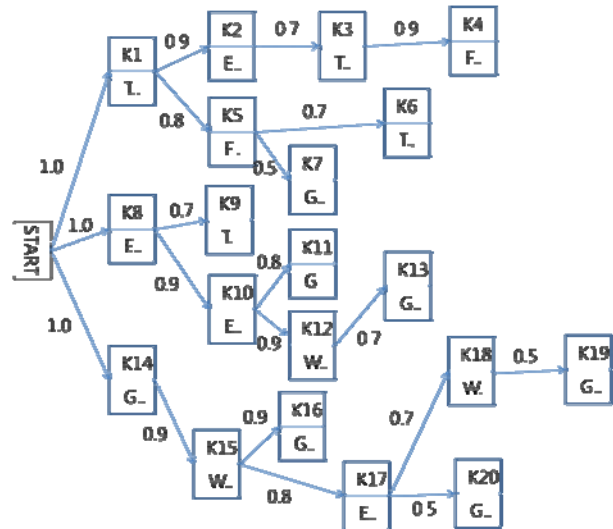 K1
T_
0.9
K2
E_
0.7
K3
T_
0.9
K4
F_
0.8
K5
F_
0.7
K6
T_
0.5
K7
G_
1.0
[START]
1.0
K8
E_
0.7
K9
T_
0.9
K10
E_
0.8
K11
G
0.9
K12
W_
0.7
K13
G_
1.0
K14
G_
0.9
K15
W_
0.9
K16
G_
0.8
K17
E_
0.7
K18
W_
0.5
K19
G_
0.5
K20
G_